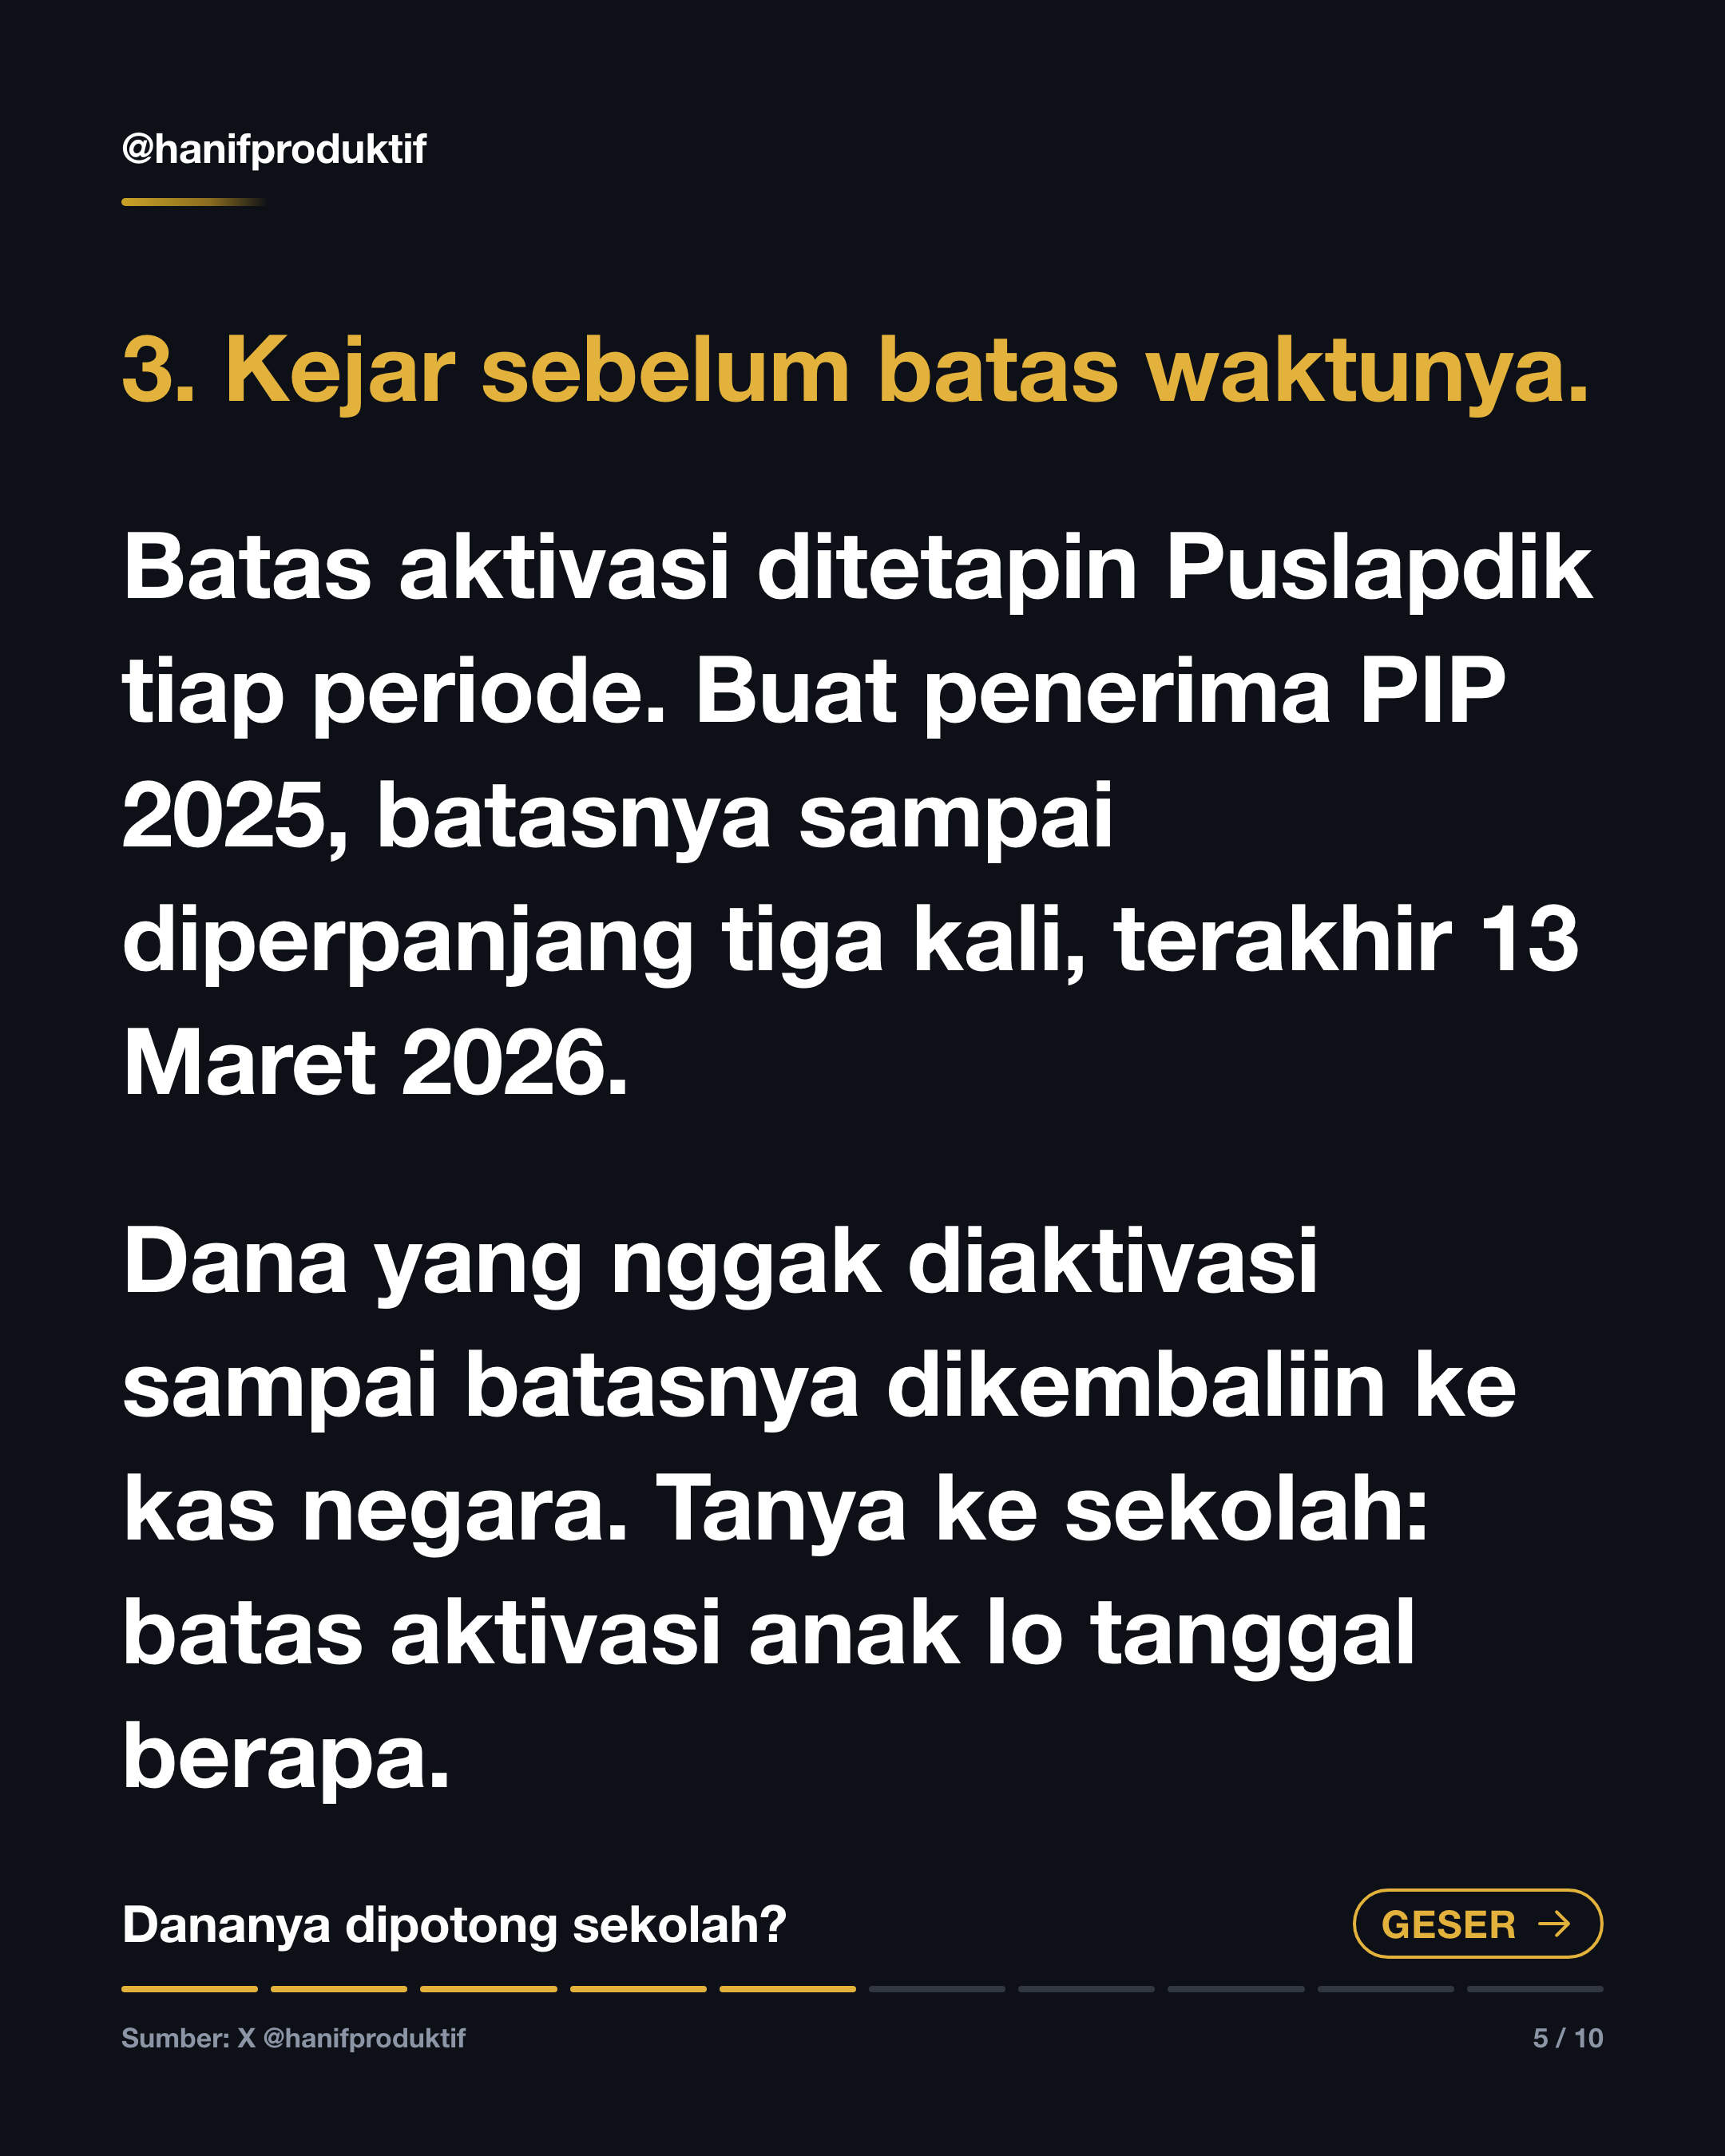 @hanifproduktif
3. Kejar sebelum batas waktunya.
Batas aktivasi ditetapin Puslapdik
tiap periode. Buat penerima PIP
2025, batasnya sampai
diperpanjang tiga kali, terakhir 13
Maret 2026.
Dana yang nggak diaktivasi
sampai batasnya dikembaliin ke
kas negara. Tanya ke sekolah:
batas aktivasi anak lo tanggal
berapa.
Dananya dipotong sekolah?
GESER →
Sumber: X @hanifproduktif
5 / 10